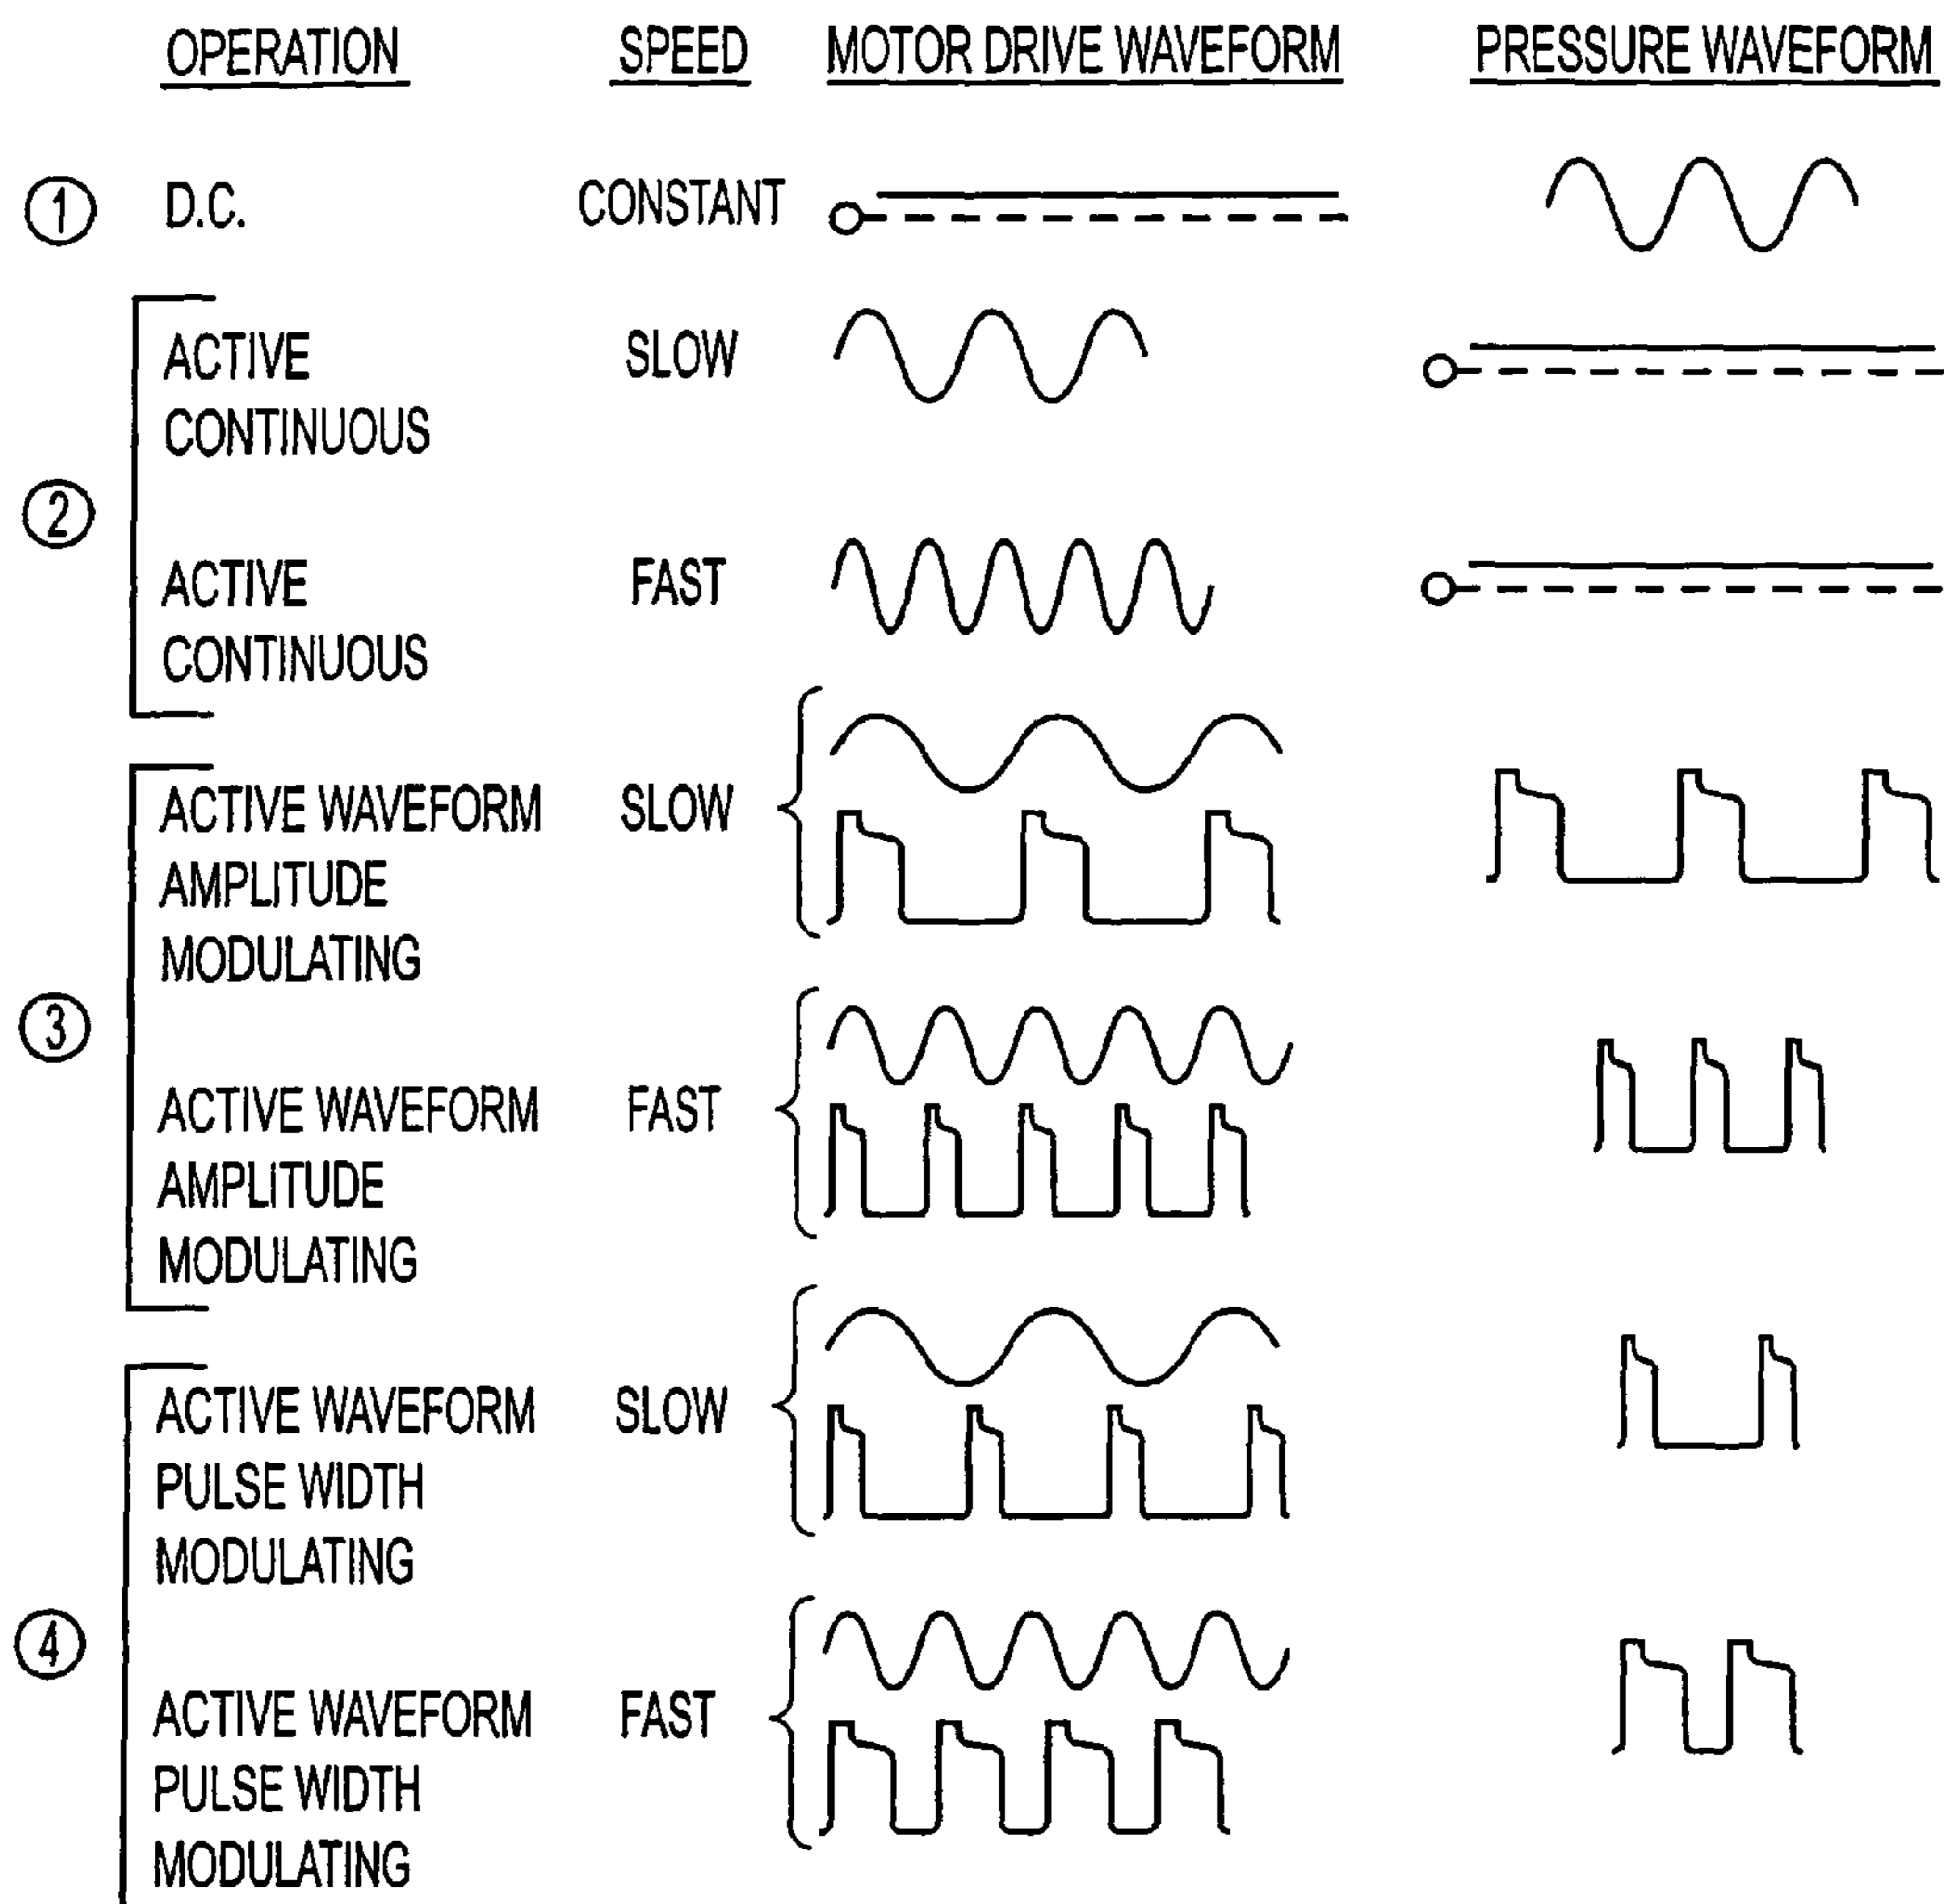 OPERATION SPEED MOTOR DRIVE WAVEFORM PRESSURE WAVEFORM
1 D.C. CONSTANT
ACTIVE SLOW
CONTINUOUS
2
ACTIVE FAST
CONTINUOUS
ACTIVE WAVEFORM SLOW
AMPLITUDE
MODULATING
3
ACTIVE WAVEFORM FAST
AMPLITUDE
MODULATING
ACTIVE WAVEFORM SLOW
PULSE WIDTH
MODULATING
4
ACTIVE WAVEFORM FAST
PULSE WIDTH
MODULATING